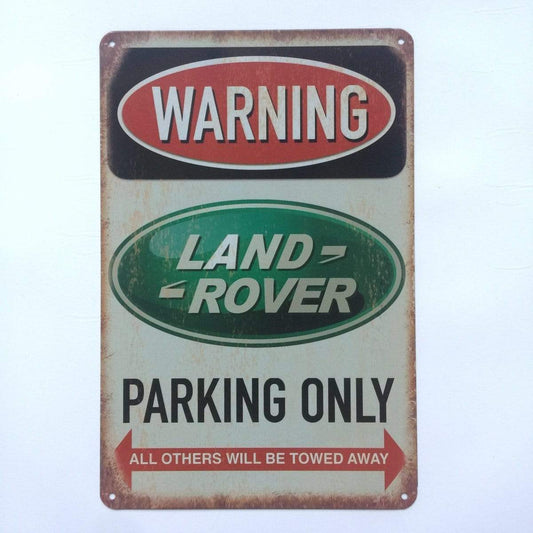 WARNING
LAND-
-ROVER
PARKING ONLY
ALL OTHERS WILL BE TOWED AWAY